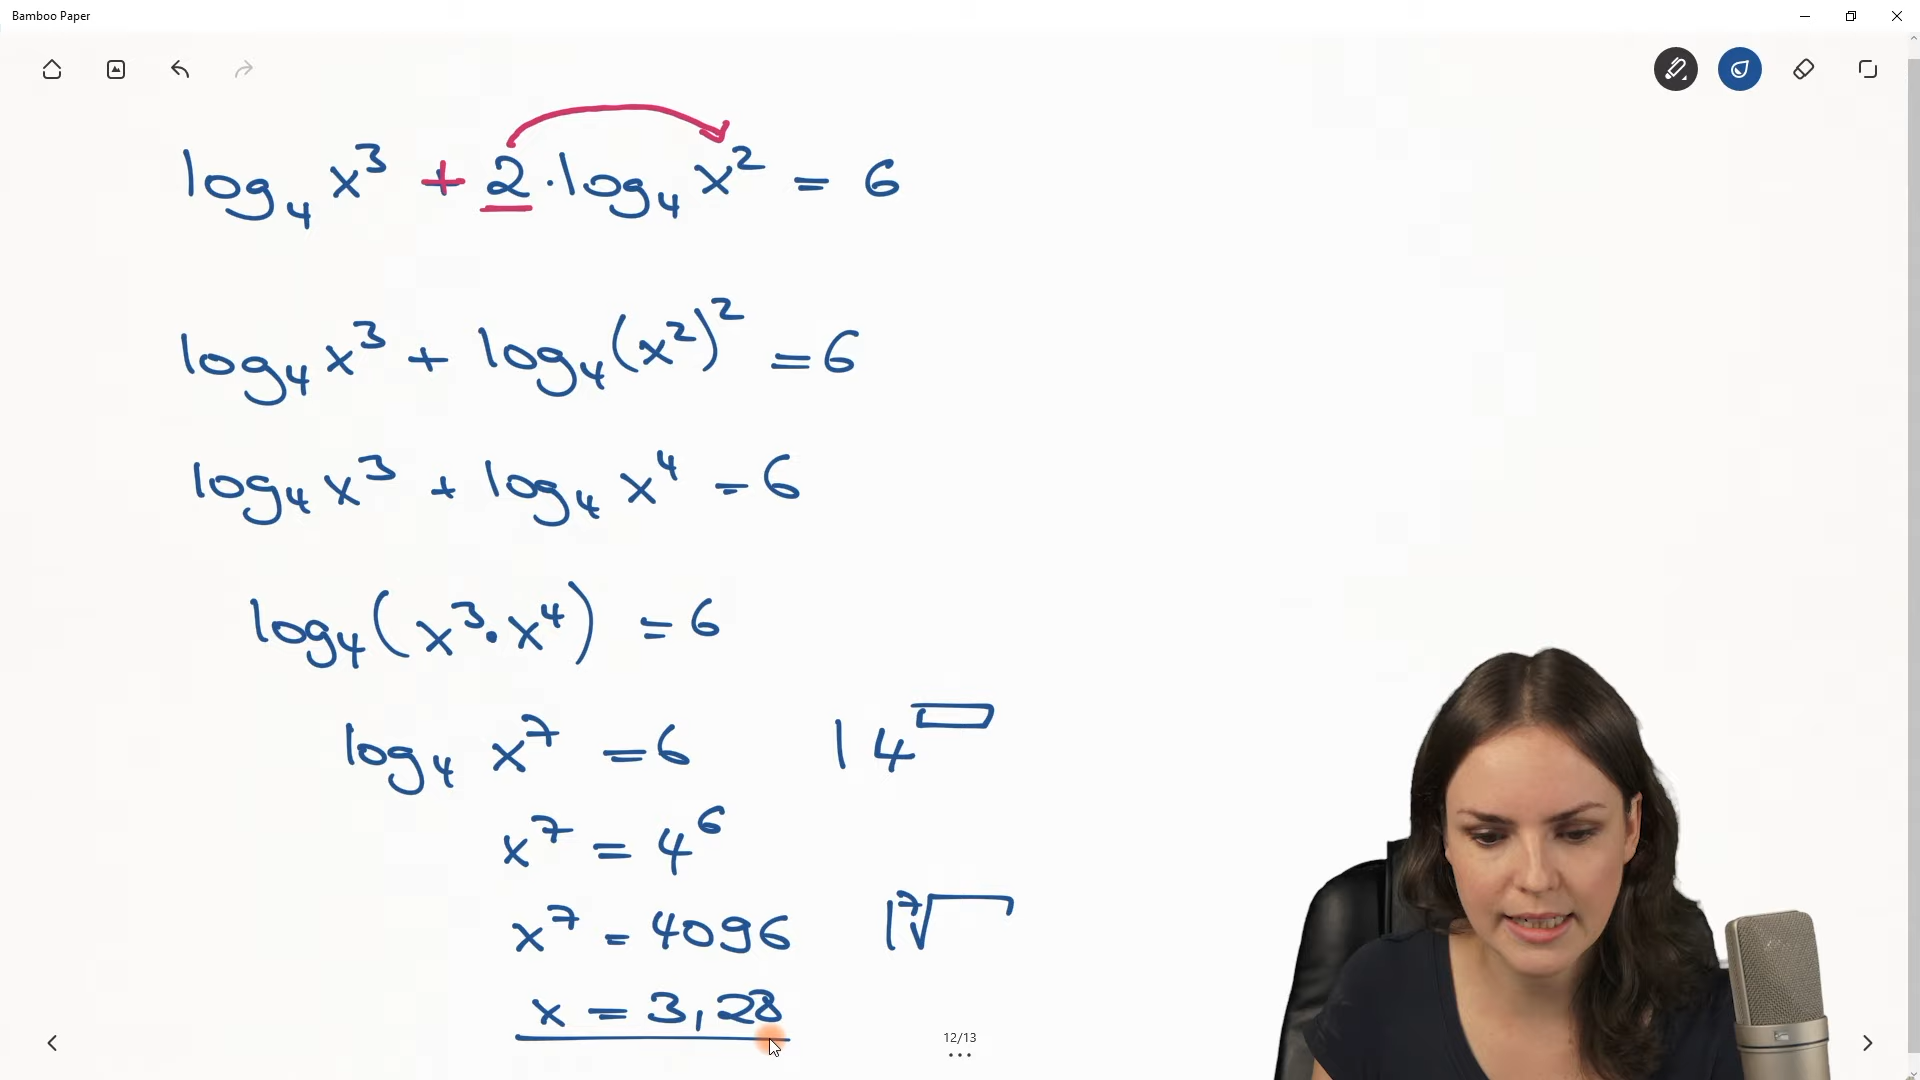 Bamboo Paper
log₄ x³ + 2 · log₄ x² = 6
log₄ x³ + log₄ (x²)² = 6
log₄ x³ + log₄ x⁴ = 6
log₄ (x³ · x⁴) = 6
log₄ x⁷ = 6 | 4^▭
x⁷ = 4⁶
x⁷ = 4096 | ⁷√
x = 3,28
12/13